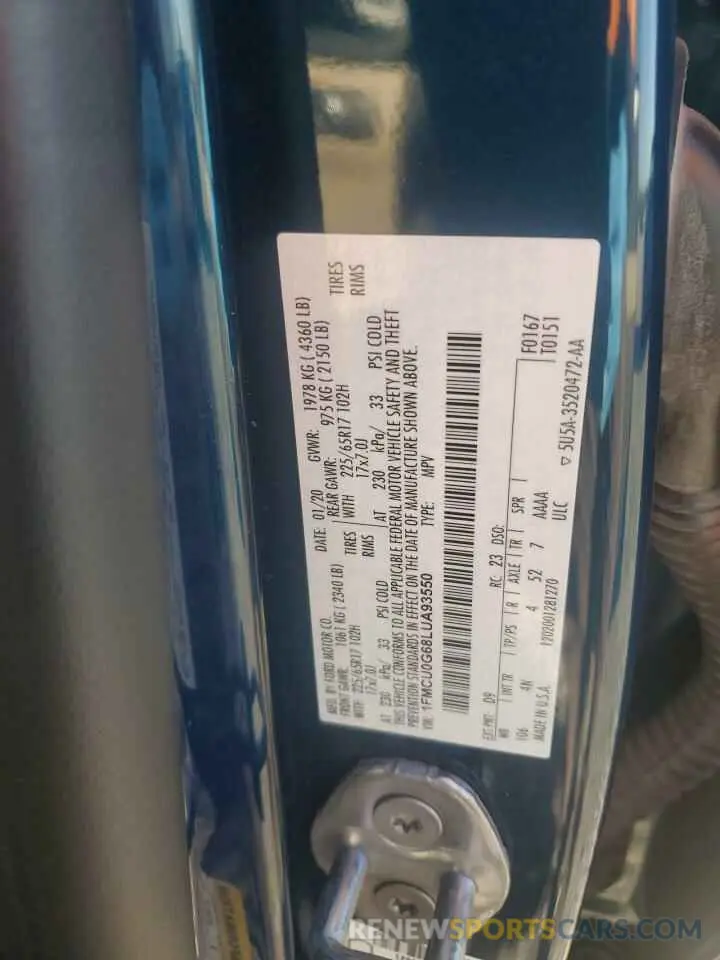 MFD. BY FORD MOTOR CO.
DATE: 01/20 GVWR: 1978 KG ( 4360 LB)
FRONT GAWR: 1061 KG ( 2340 LB) REAR GAWR: 975 KG ( 2150 LB)
WITH 225/65R17 102H TIRES WITH 225/65R17 102H TIRES
17x7.0J RIMS 17x7.0J RIMS
AT 230 kPa/ 33 PSI COLD AT 230 kPa/ 33 PSI COLD
THIS VEHICLE CONFORMS TO ALL APPLICABLE FEDERAL MOTOR VEHICLE SAFETY AND THEFT
PREVENTION STANDARDS IN EFFECT ON THE DATE OF MANUFACTURE SHOWN ABOVE.
VIN: 1FMCU0G68LUA93550 TYPE: MPV
EXT PNT: D9 RC: 23 DSO:
WB INT TR TP/PS R AXLE TR SPR
106 4N 4 52 7 AAAA
F0167
T0151
MADE IN U.S.A. 1202001281270 ULC
5U5A-3520472-AA
RENEWSPORTSCARS.COM